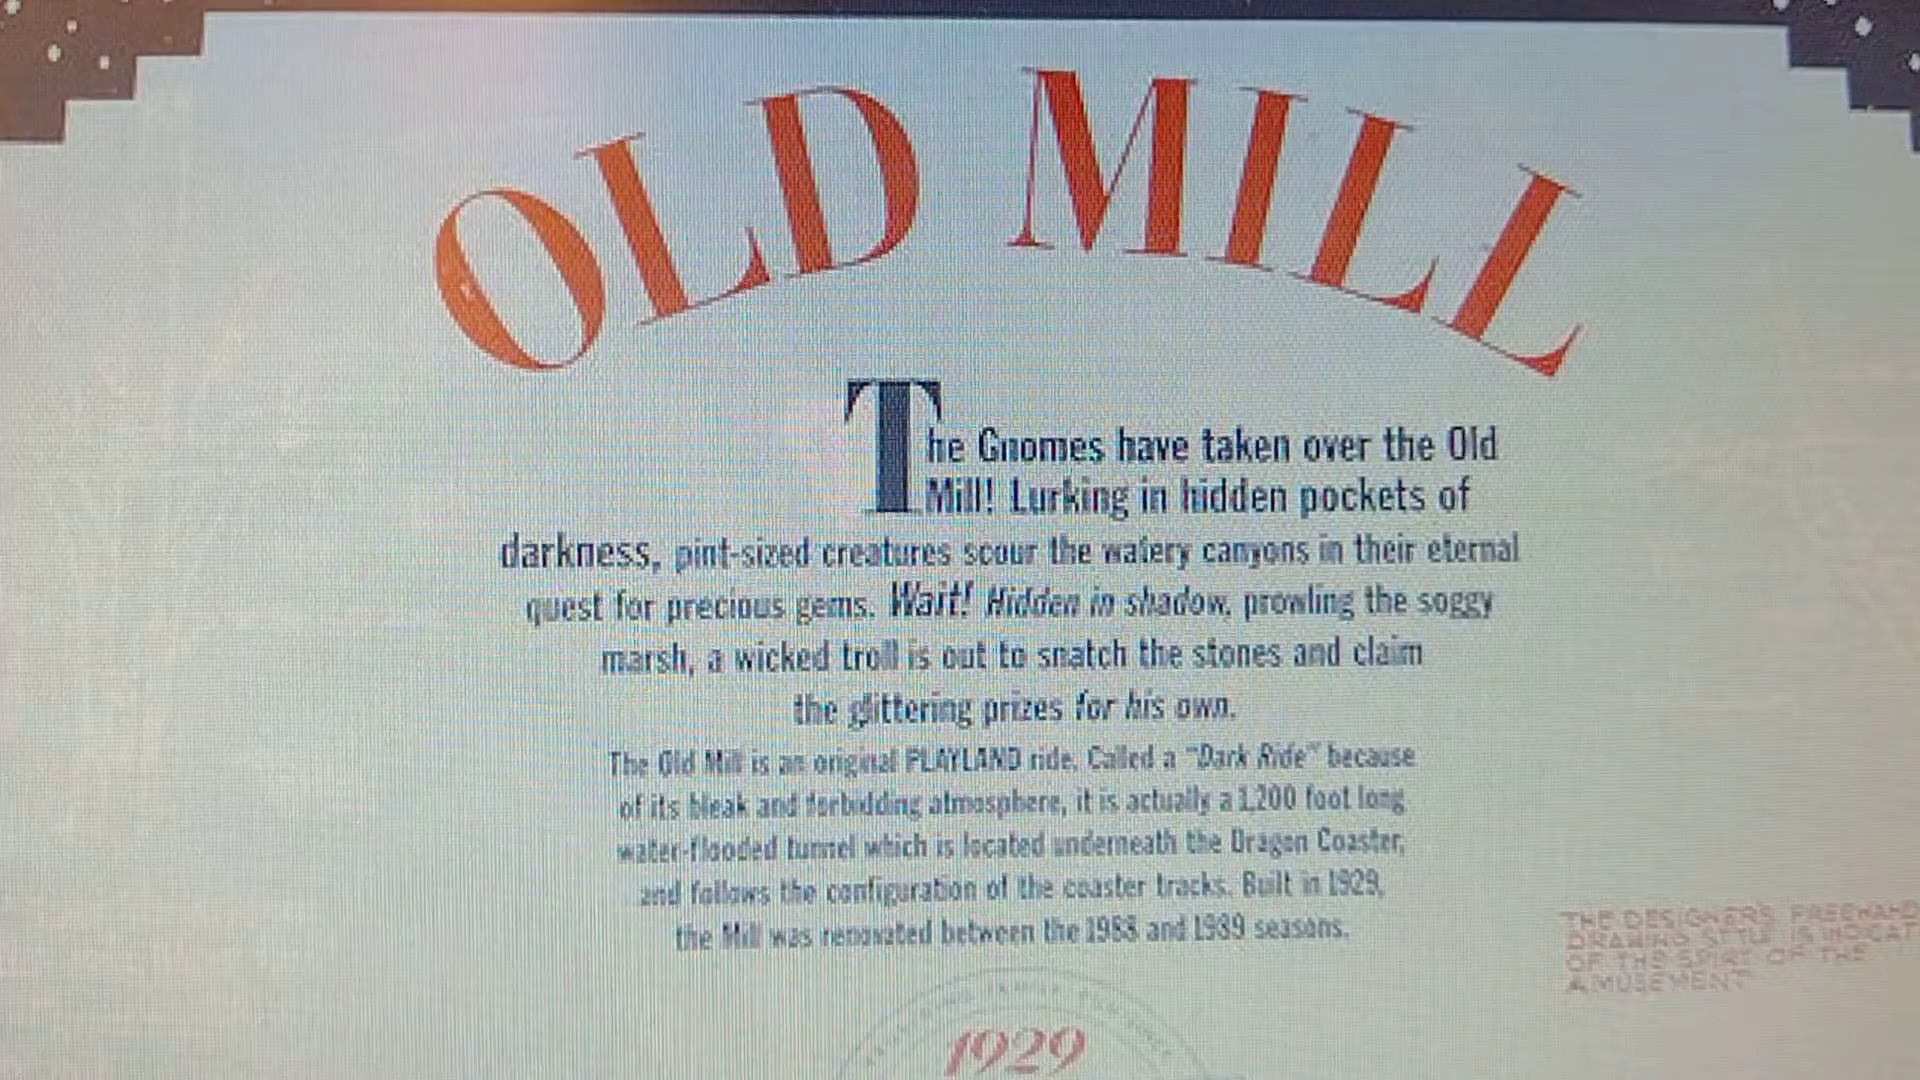 OLD MILL
The Gnomes have taken over the Old
Mill! Lurking in hidden pockets of
darkness, pint-sized creatures scour the watery canyons in their eternal
quest for precious gems. Wait! Hidden in shadow, prowling the soggy
marsh, a wicked troll is out to snatch the stones and claim
the glittering prizes for his own.
The Old Mill is an original PLAYLAND ride. Called a "Dark Ride" because
of its bleak and forbidding atmosphere, it is actually a 1,200 foot long
water-flooded tunnel which is located underneath the Dragon Coaster,
and follows the configuration of the coaster tracks. Built in 1929,
the Mill was renovated between the 1988 and 1989 seasons.
THE DESIGNER'S FREEHAND
DRAWING STYLE IS INDICAT
OF THE SPIRIT OF THE
AMUSEMENT
1929